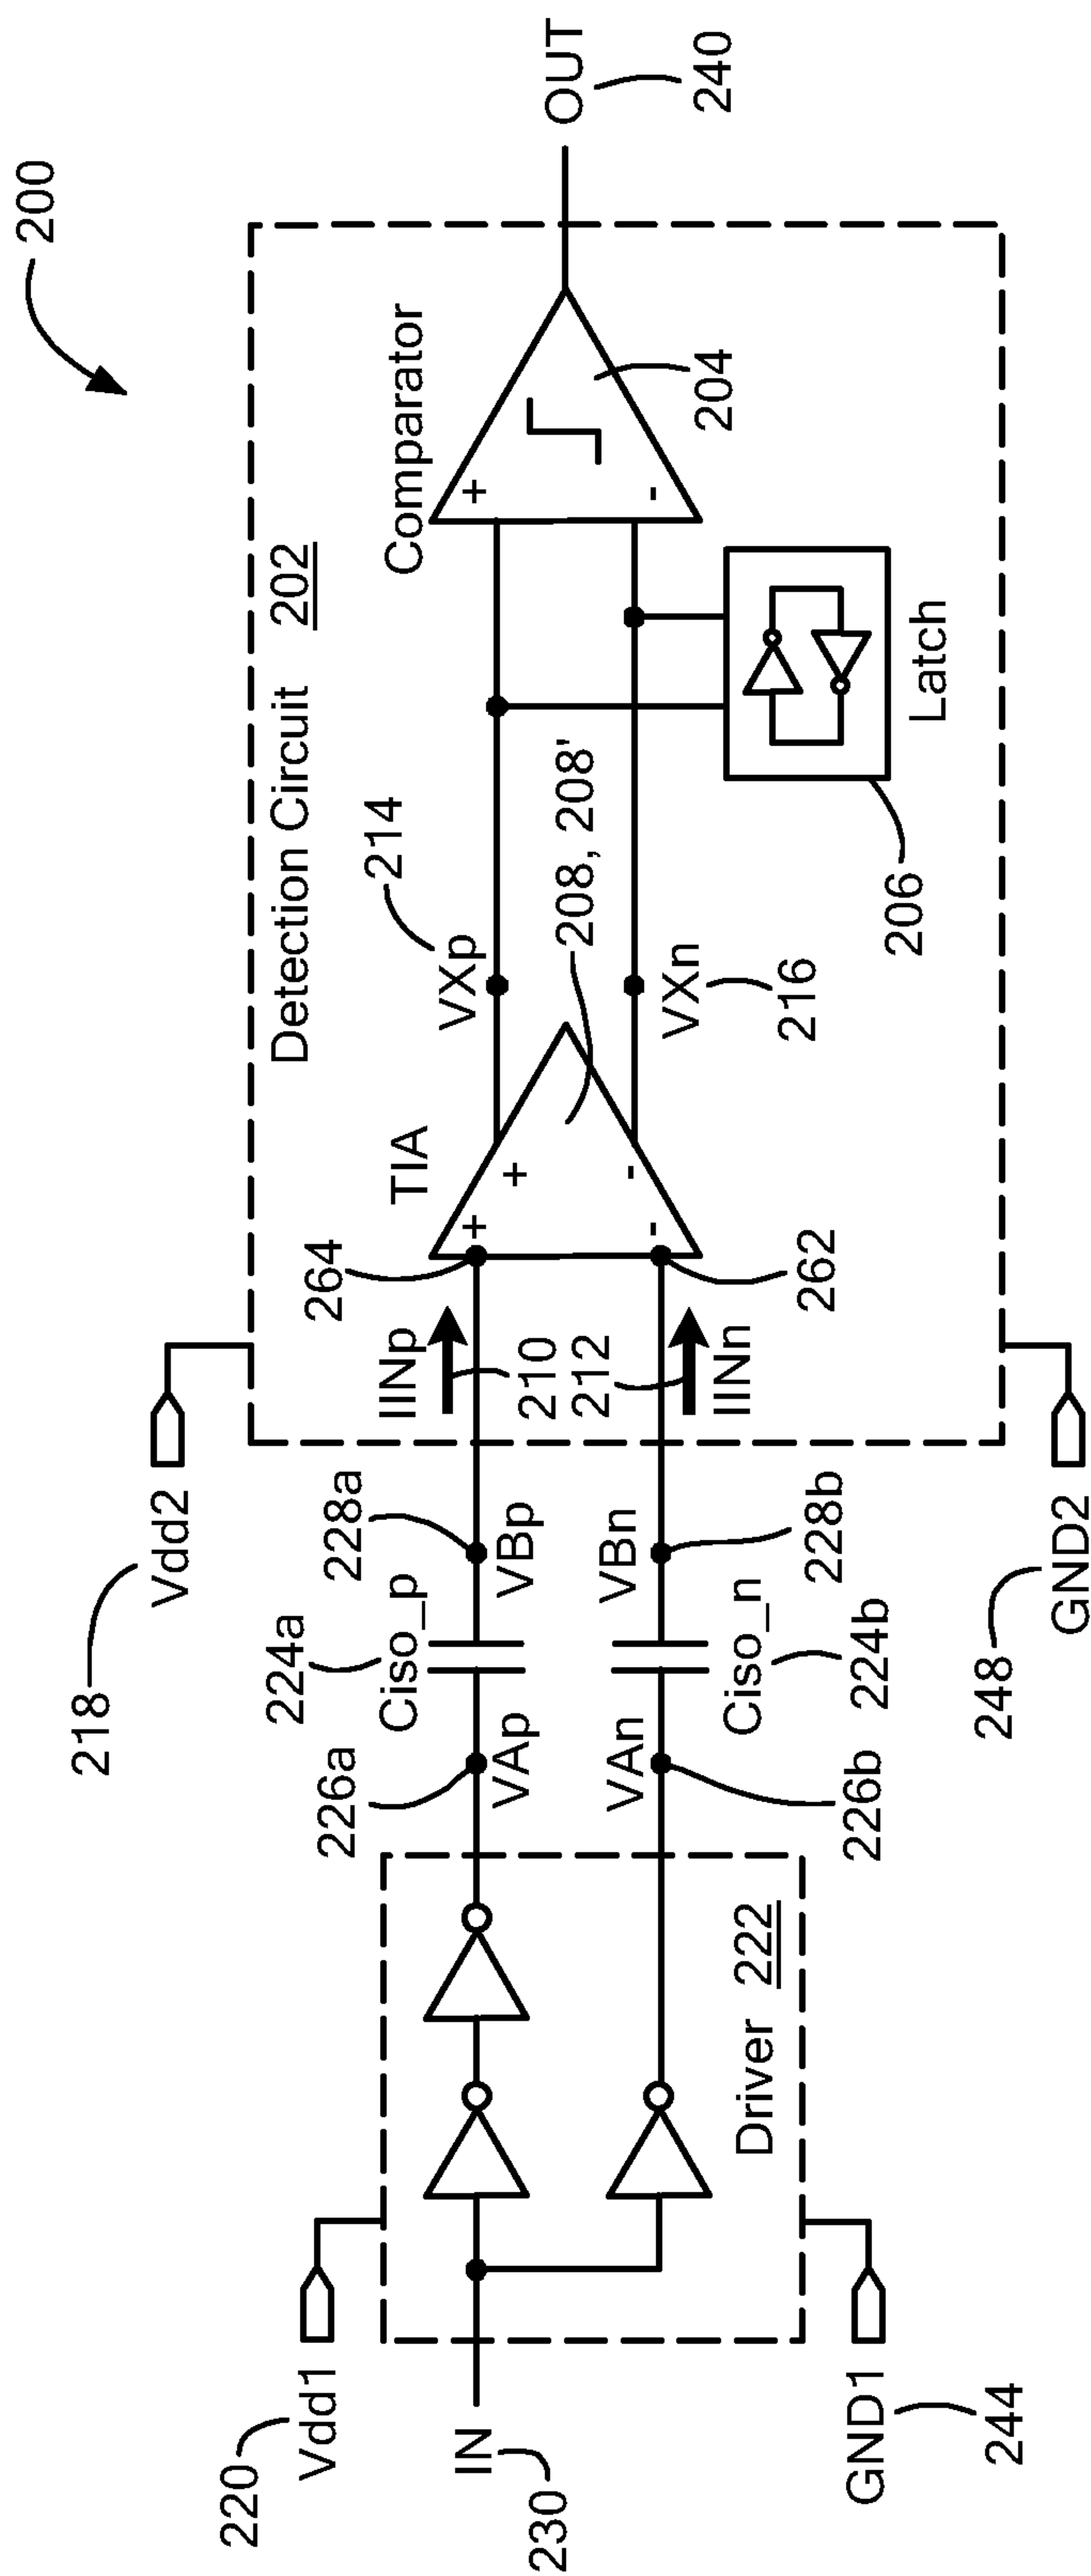 200
220
Vdd1
IN
230
GND1
244
Driver 222
226a
VAp
VAn
226b
224a
Ciso_p
Ciso_n
224b
228a
VBp
VBn
228b
218
Vdd2
248
GND2
Detection Circuit 202
IINp
210
212
IINn
264
262
TIA
+
-
+
-
208, 208'
214
VXp
VXn
216
206
Latch
Comparator
+
-
204
OUT
240